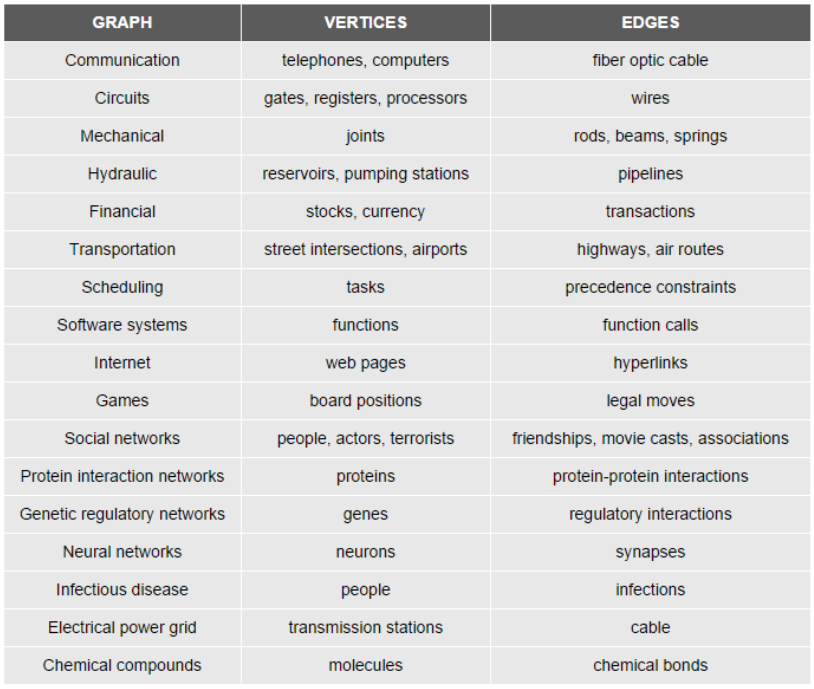 GRAPH VERTICES EDGES
Communication telephones, computers fiber optic cable
Circuits gates, registers, processors wires
Mechanical joints rods, beams, springs
Hydraulic reservoirs, pumping stations pipelines
Financial stocks, currency transactions
Transportation street intersections, airports highways, air routes
Scheduling tasks precedence constraints
Software systems functions function calls
Internet web pages hyperlinks
Games board positions legal moves
Social networks people, actors, terrorists friendships, movie casts, associations
Protein interaction networks proteins protein-protein interactions
Genetic regulatory networks genes regulatory interactions
Neural networks neurons synapses
Infectious disease people infections
Electrical power grid transmission stations cable
Chemical compounds molecules chemical bonds